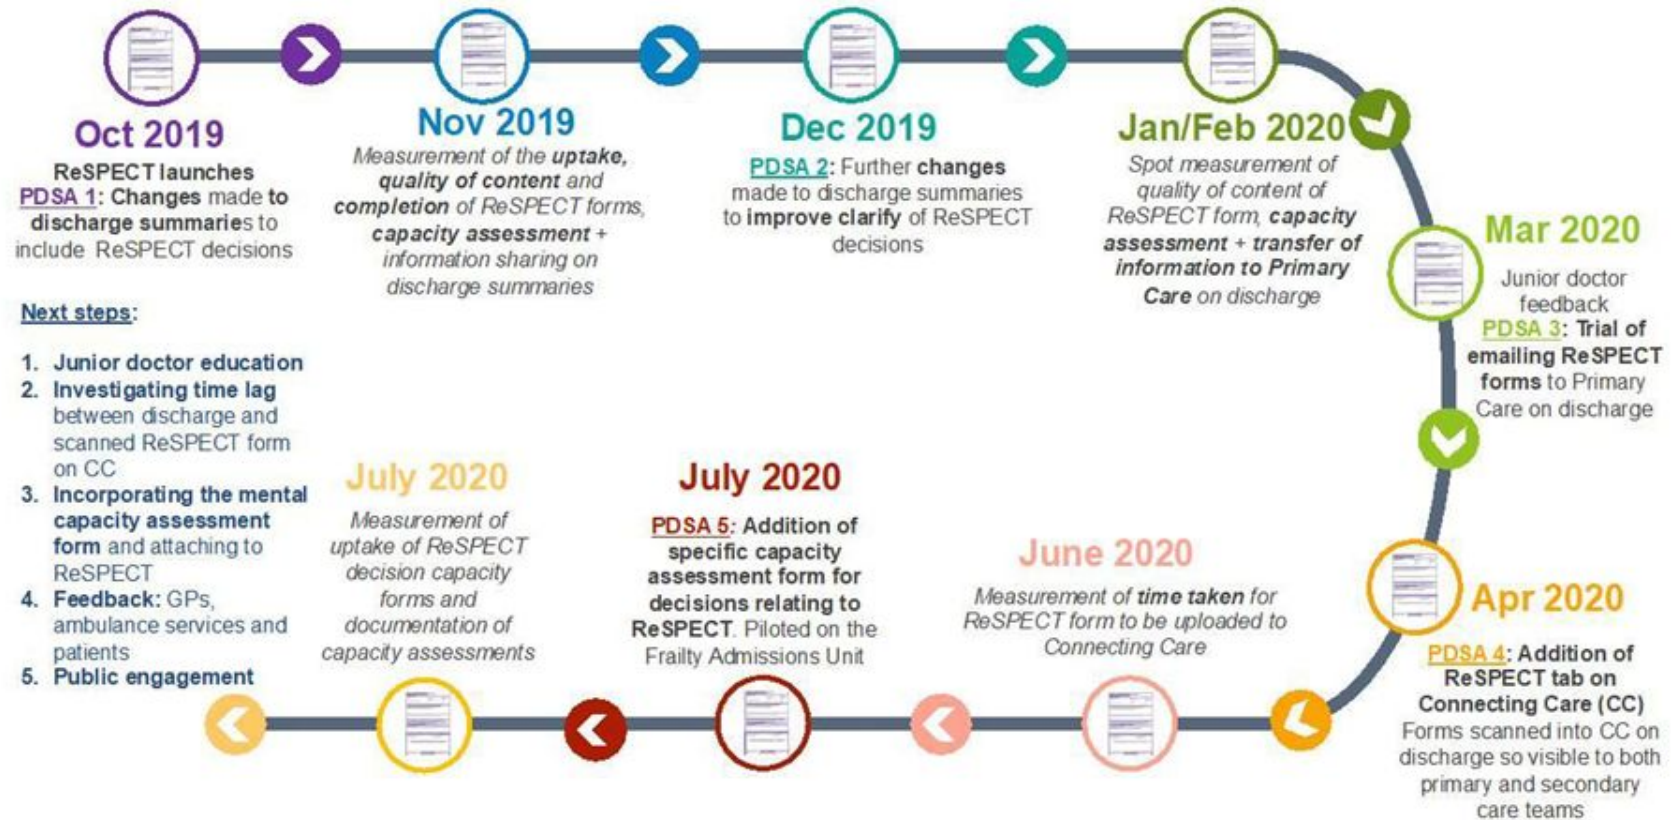 Oct 2019
ReSPECT launches
PDSA 1: Changes made to
discharge summaries to
include ReSPECT decisions
Nov 2019
Measurement of the uptake,
quality of content and
completion of ReSPECT forms,
capacity assessment +
information sharing on
discharge summaries
Dec 2019
PDSA 2: Further changes
made to discharge summaries
to improve clarify of ReSPECT
decisions
Jan/Feb 2020
Spot measurement of
quality of content of
ReSPECT form, capacity
assessment + transfer of
information to Primary
Care on discharge
Mar 2020
Junior doctor
feedback
PDSA 3: Trial of
emailing ReSPECT
forms to Primary
Care on discharge
Apr 2020
PDSA 4: Addition of
ReSPECT tab on
Connecting Care (CC)
Forms scanned into CC on
discharge so visible to both
primary and secondary
care teams
June 2020
Measurement of time taken for
ReSPECT form to be uploaded to
Connecting Care
July 2020
PDSA 5: Addition of
specific capacity
assessment form for
decisions relating to
ReSPECT. Piloted on the
Frailty Admissions Unit
July 2020
Measurement of
uptake of ReSPECT
decision capacity
forms and
documentation of
capacity assessments
Next steps:
1. Junior doctor education
2. Investigating time lag
between discharge and
scanned ReSPECT form
on CC
3. Incorporating the mental
capacity assessment
form and attaching to
ReSPECT
4. Feedback: GPs,
ambulance services and
patients
5. Public engagement